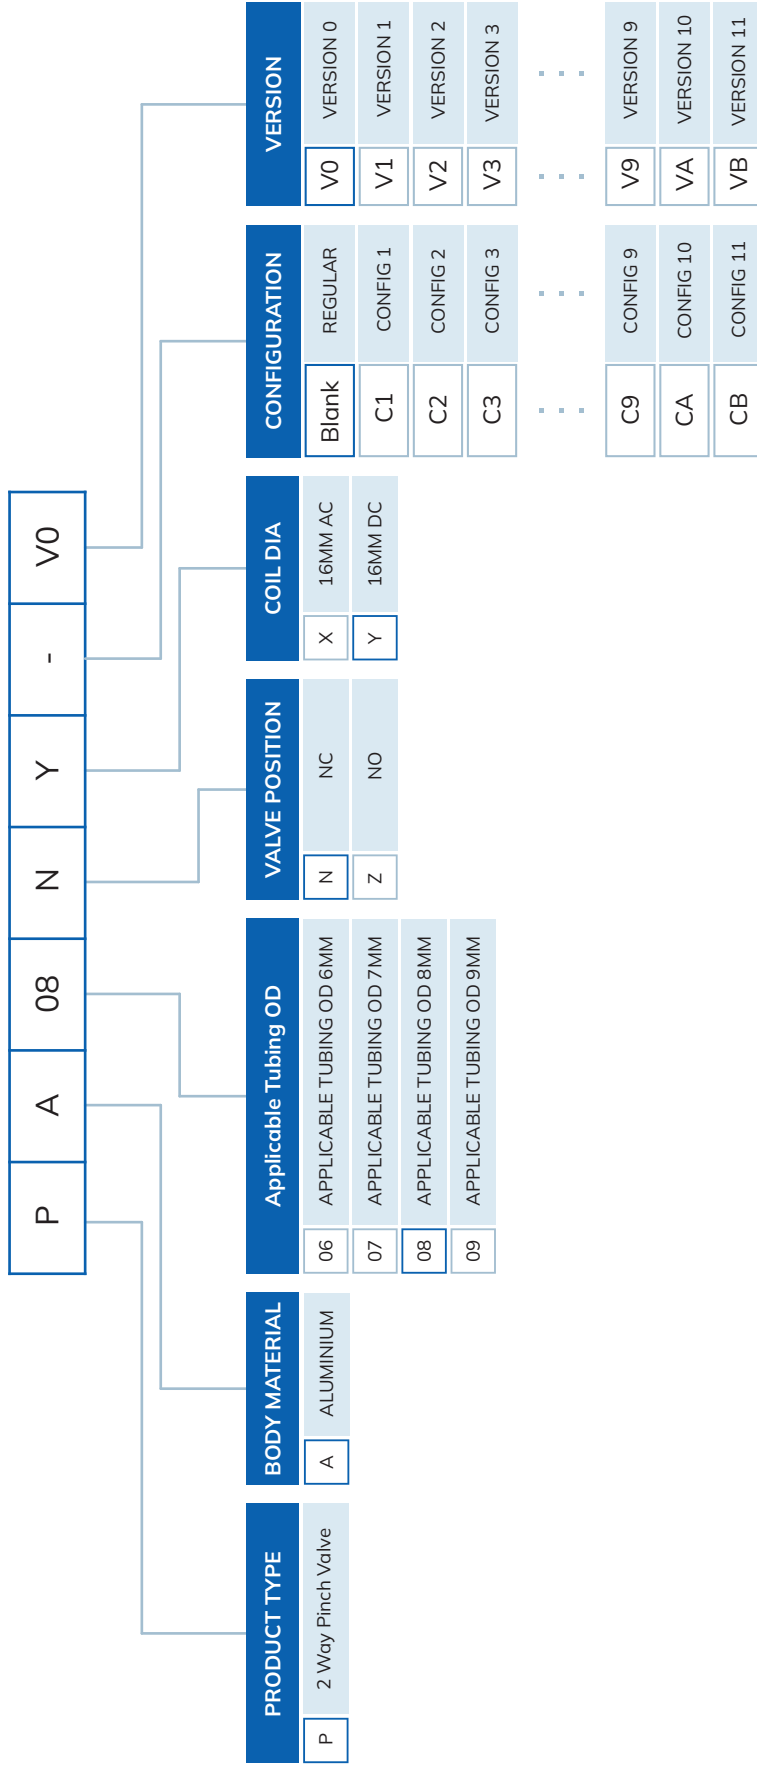 P A 08 N Y - V0
PRODUCT TYPE
P 2 Way Pinch Valve
BODY MATERIAL
A ALUMINIUM
Applicable Tubing OD
06 APPLICABLE TUBING OD 6MM
07 APPLICABLE TUBING OD 7MM
08 APPLICABLE TUBING OD 8MM
09 APPLICABLE TUBING OD 9MM
VALVE POSITION
N NC
Z NO
COIL DIA
X 16MM AC
Y 16MM DC
CONFIGURATION
Blank REGULAR
C1 CONFIG 1
C2 CONFIG 2
C3 CONFIG 3
C9 CONFIG 9
CA CONFIG 10
CB CONFIG 11
VERSION
V0 VERSION 0
V1 VERSION 1
V2 VERSION 2
V3 VERSION 3
V9 VERSION 9
VA VERSION 10
VB VERSION 11